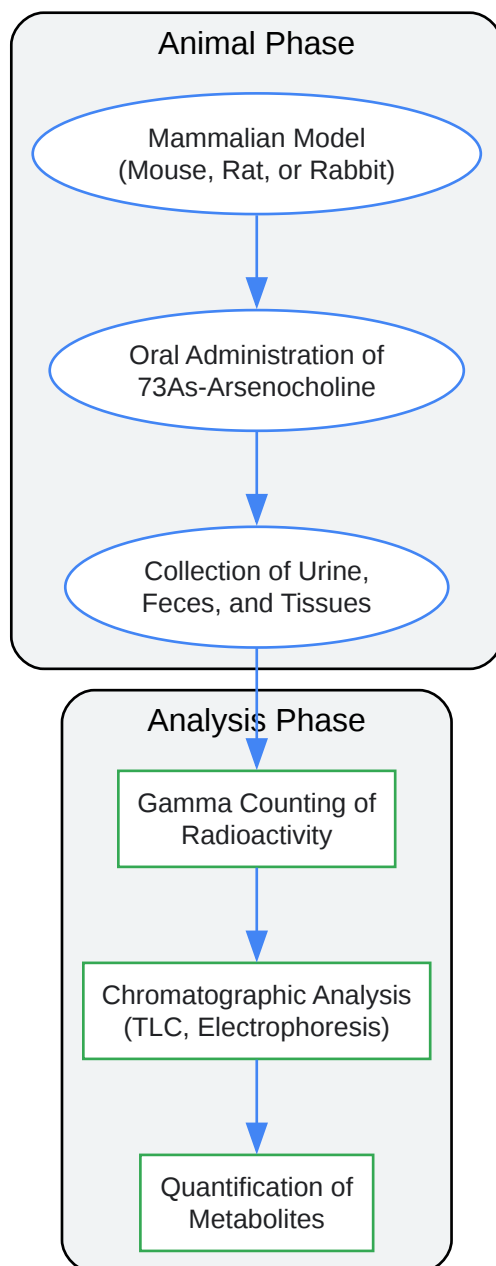 Animal Phase
Mammalian Model
(Mouse, Rat, or Rabbit)
Oral Administration of
73As-Arsenocholine
Collection of Urine,
Feces, and Tissues
Analysis Phase
Gamma Counting of
Radioactivity
Chromatographic Analysis
(TLC, Electrophoresis)
Quantification of
Metabolites